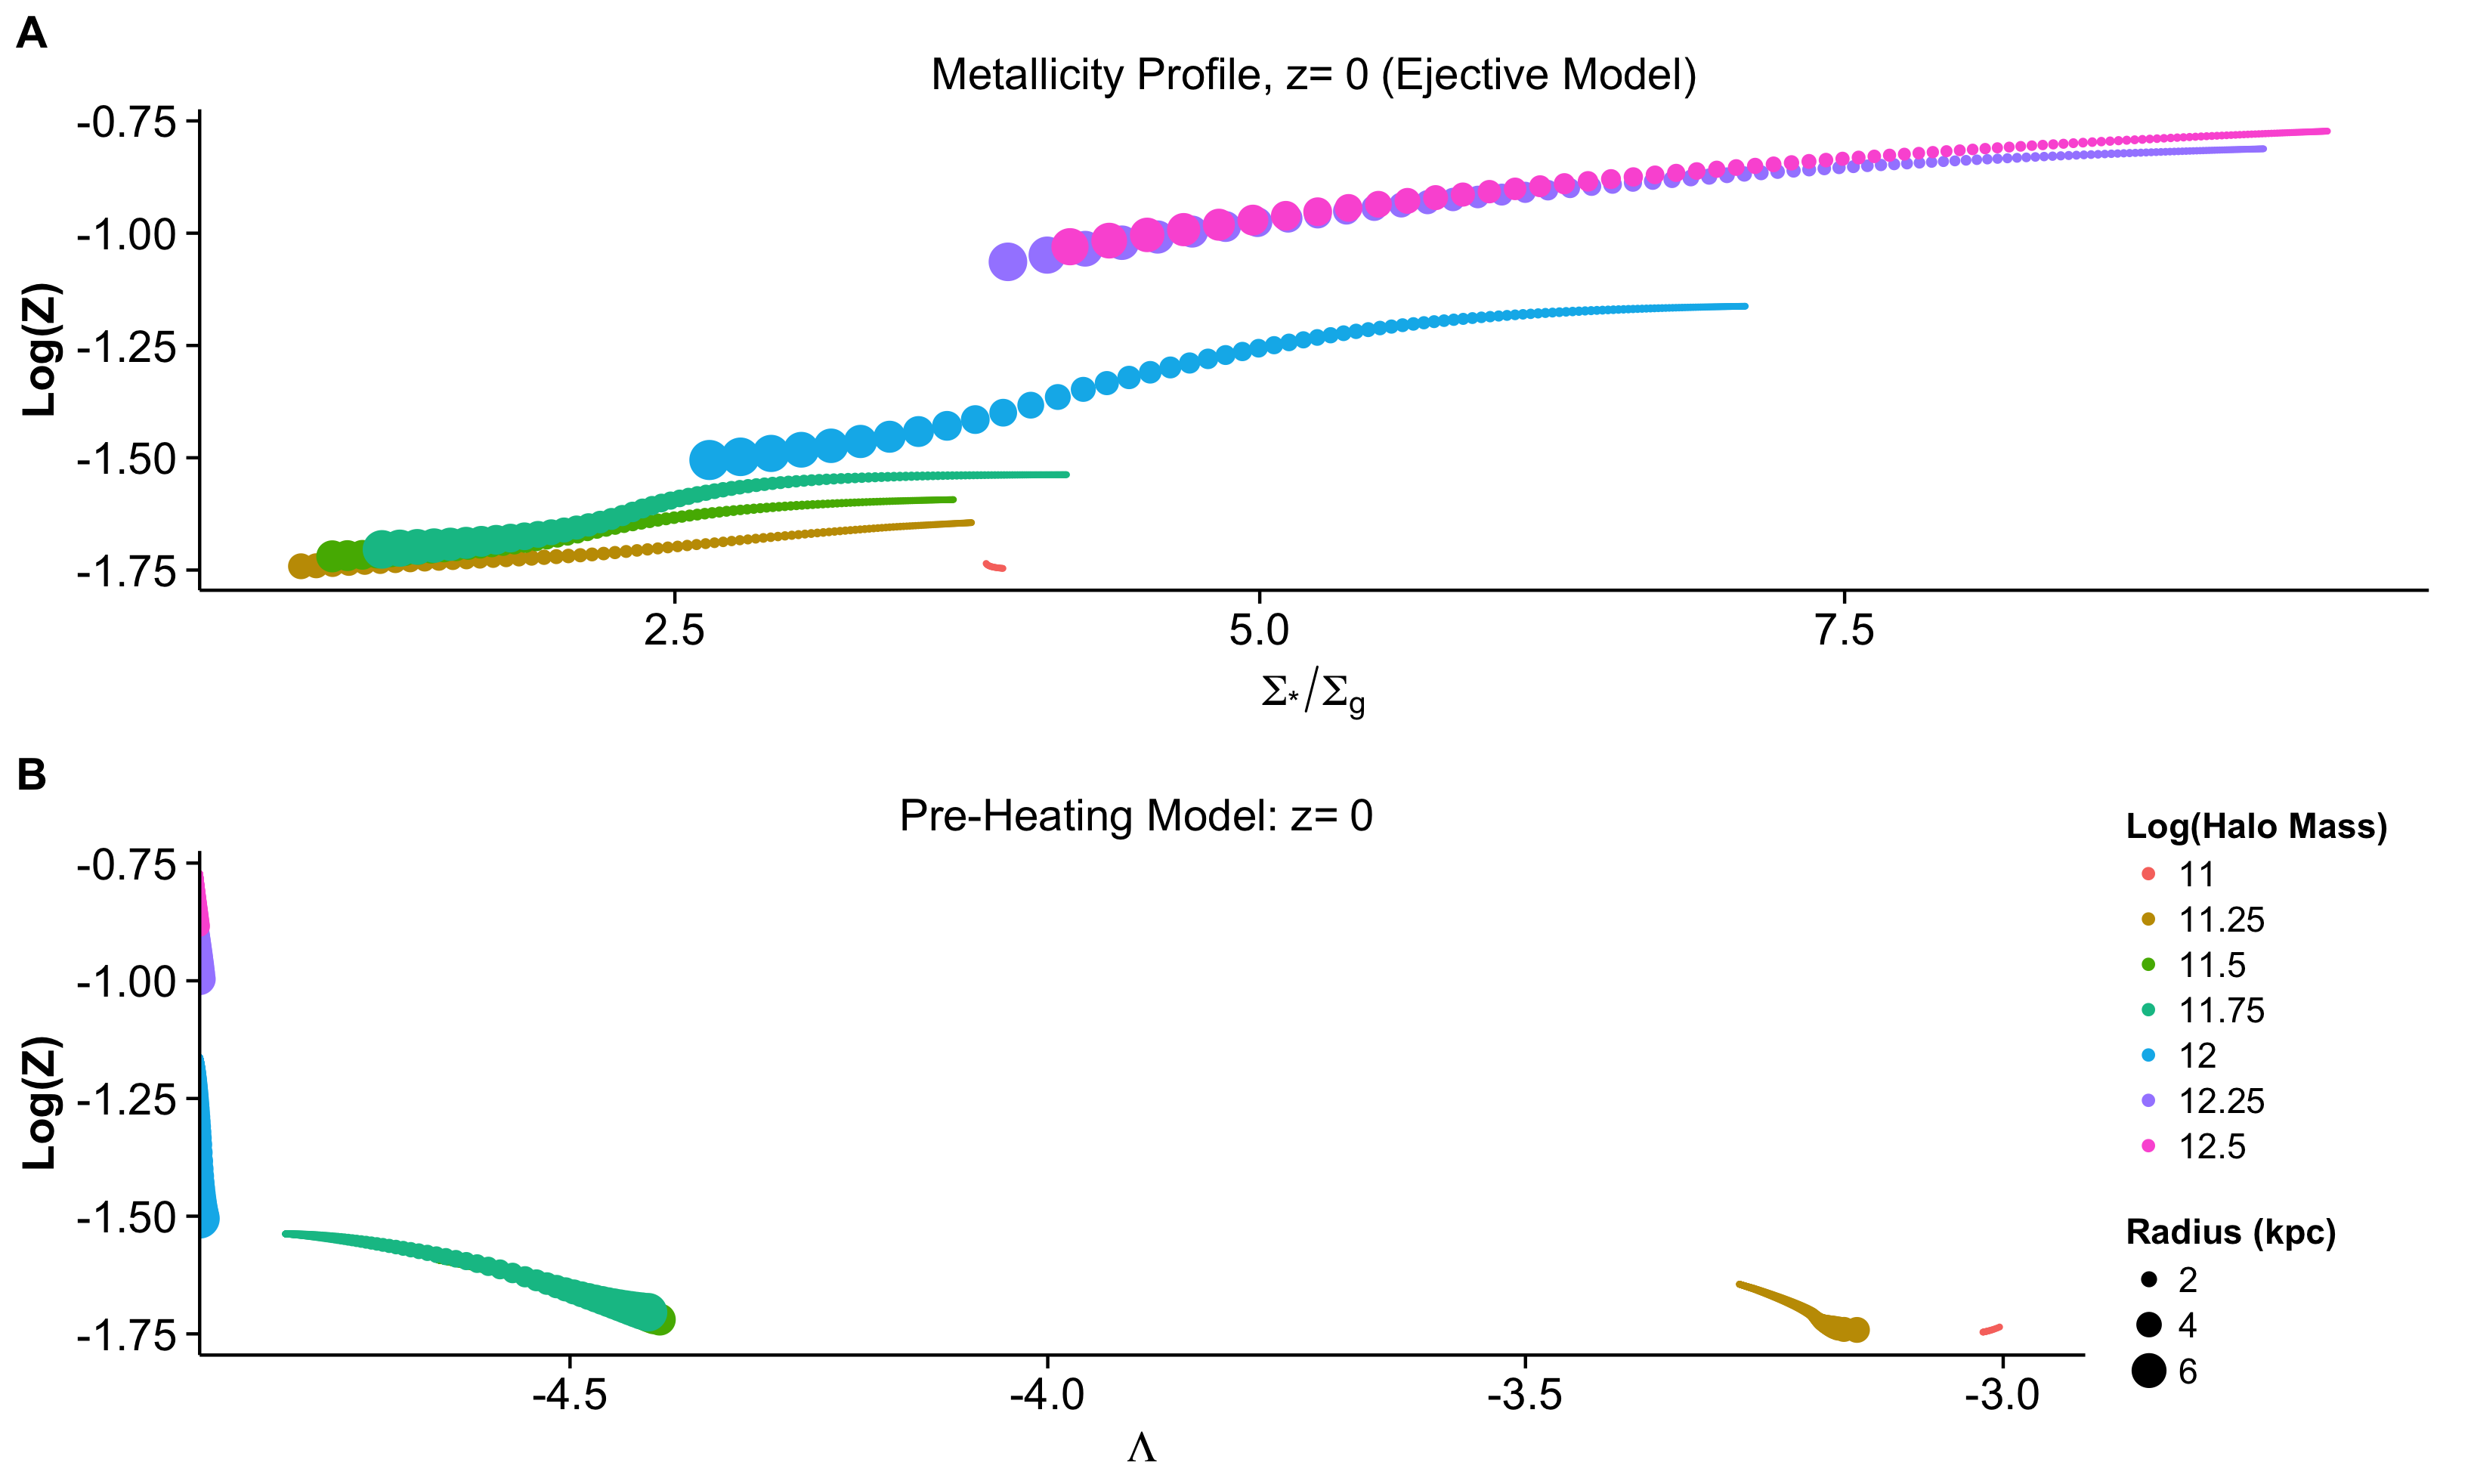 A
Metallicity Profile, z= 0 (Ejective Model)
Log(Z)
-0.75
-1.00
-1.25
-1.50
-1.75
2.5
5.0
7.5
Σ*/Σg
B
Pre-Heating Model: z= 0
Log(Z)
-0.75
-1.00
-1.25
-1.50
-1.75
-4.5
-4.0
-3.5
-3.0
Λ
Log(Halo Mass)
11
11.25
11.5
11.75
12
12.25
12.5
Radius (kpc)
2
4
6